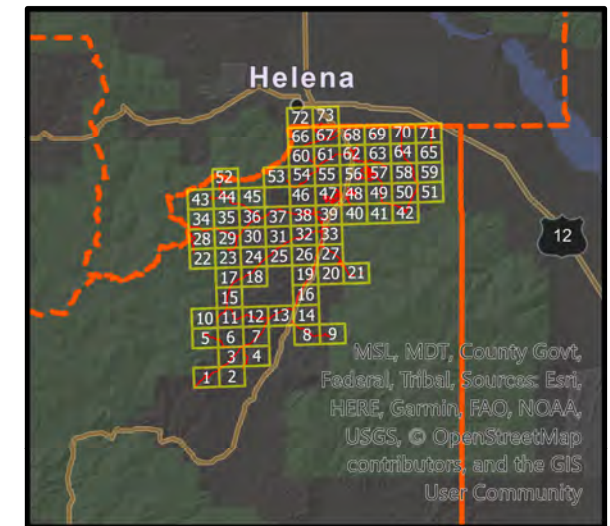 Helena
72 73
66 67 68 69 70 71
60 61 62 63 64 65
52 53 54 55 56 57 58 59
43 44 45 46 47 48 49 50 51
34 35 36 37 38 39 40 41 42
28 29 30 31 32 33
12
22 23 24 25 26 27
17 18 19 20 21
15 16
10 11 12 13 14
5 6 7 8 9
3 4
1 2
MSL, MDT, County Govt,
Federal, Tribal, Sources: Esri,
HERE, Garmin, FAO, NOAA,
USGS, © OpenStreetMap
contributors, and the GIS
User Community